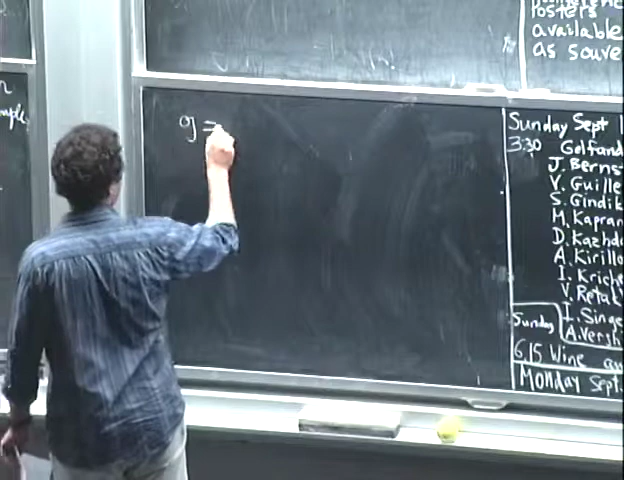 posters
available
as souve
g =
Sunday Sept 1
3:30 Gelfand
J. Berns
V. Guille
S. Gindik
M. Kapran
D. Kazhd
A. Kirillo
I. Kriche
V. Retak
I. Singe
A. Versh
Sunday
6.15 Wine
Monday Sept.